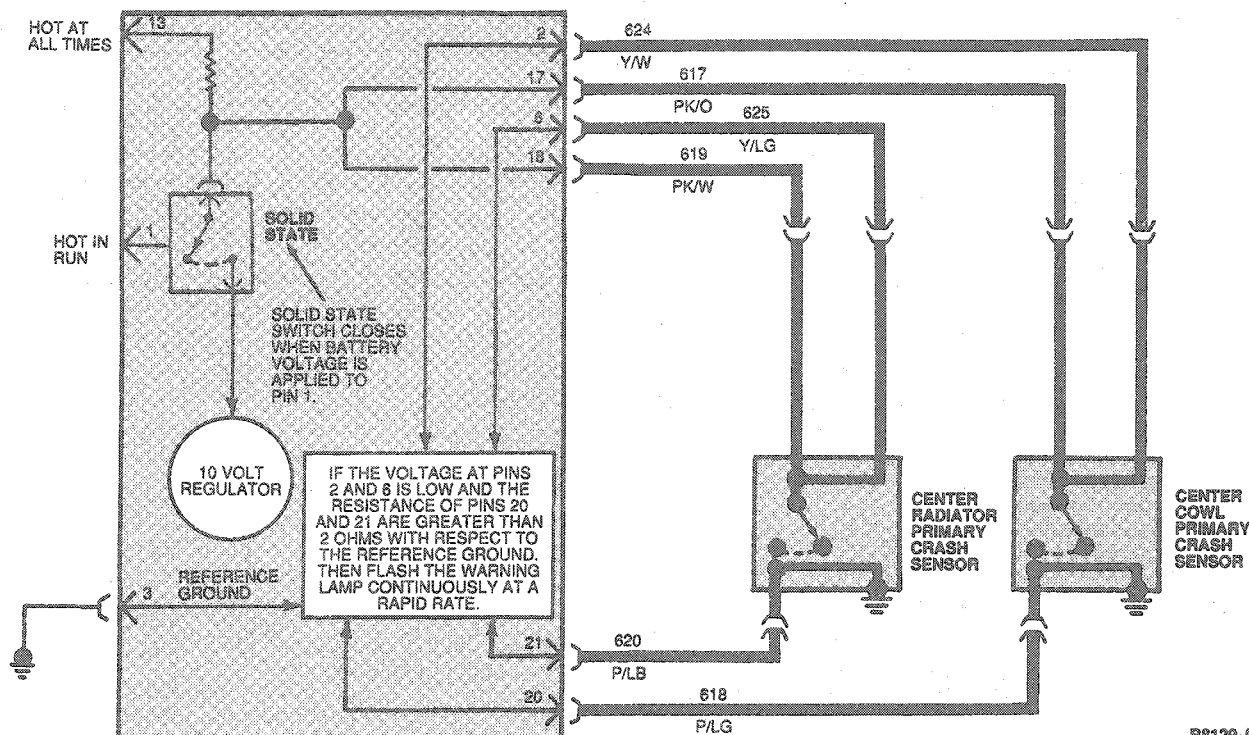 HOT AT
ALL TIMES
13
2
624
Y/W
17
617
PK/O
6
625
Y/LG
18
619
PK/W
HOT IN
RUN
1
SOLID
STATE
SOLID STATE
SWITCH CLOSES
WHEN BATTERY
VOLTAGE IS
APPLIED TO
PIN 1.
10 VOLT
REGULATOR
IF THE VOLTAGE AT PINS
2 AND 6 IS LOW AND THE
RESISTANCE OF PINS 20
AND 21 ARE GREATER THAN
2 OHMS WITH RESPECT TO
THE REFERENCE GROUND.
THEN FLASH THE WARNING
LAMP CONTINUOUSLY AT A
RAPID RATE.
CENTER
RADIATOR
PRIMARY
CRASH
SENSOR
CENTER
COWL
PRIMARY
CRASH
SENSOR
3
REFERENCE
GROUND
21
620
P/LB
20
618
P/LG